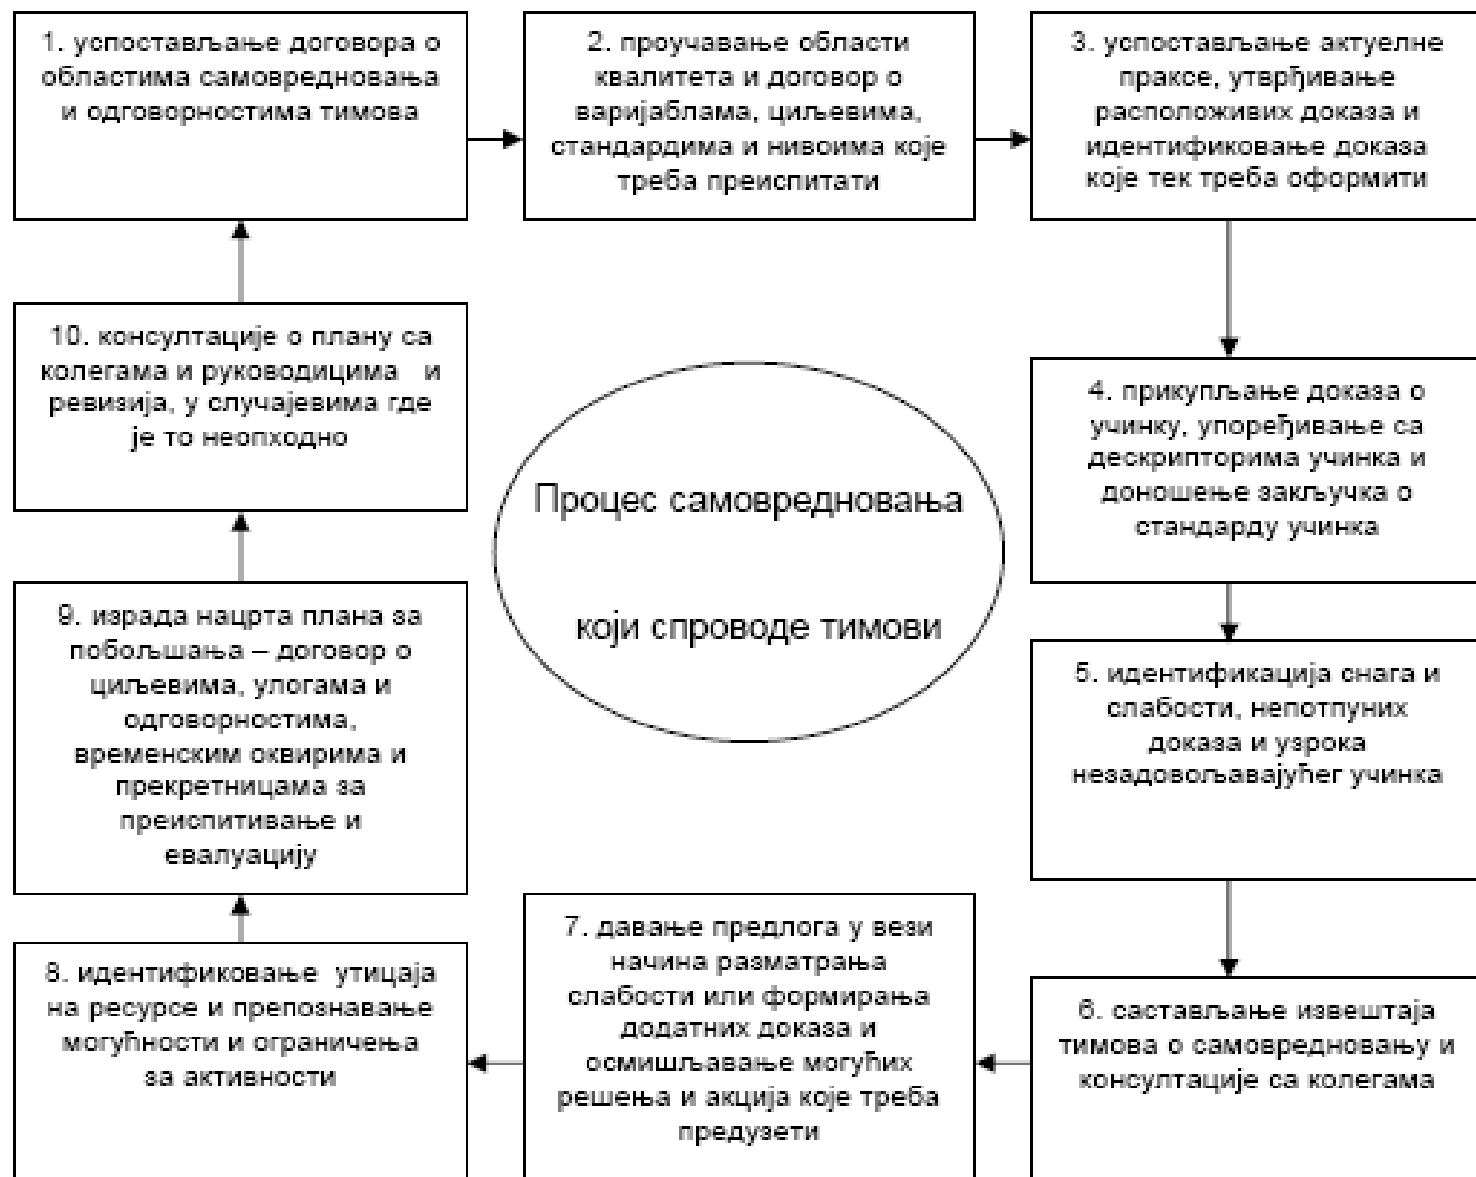 1. успостављање договора о
областима самовредновања
и одговорностима тимова
2. проучавање области
квалитета и договор о
варијаблама, циљевима,
стандардима и нивоима које
треба преиспитати
3. успостављање актуелне
праксе, утврђивање
расположивих доказа и
идентификовање доказа
које тек треба оформити
4. прикупљање доказа о
учинку, упоређивање са
дескрипторима учинка и
доношење закључка о
стандарду учинка
5. идентификација снага и
слабости, непотпуних
доказа и узрока
незадовољавајућег учинка
6. састављање извештаја
тимова о самовредновању и
консултације са колегама
7. давање предлога у вези
начина разматрања
слабости или формирања
додатних доказа и
осмишљавање могућих
решења и акција које треба
предузети
8. идентификовање утицаја
на ресурсе и препознавање
могућности и ограничења
за активности
9. израда нацрта плана за
побољшања – договор о
циљевима, улогама и
одговорностима,
временским оквирима и
прекретницама за
преиспитивање и
евалуацију
10. консултације о плану са
колегама и руководицима и
ревизија, у случајевима где
је то неопходно
Процес самовредновања
који спроводе тимови